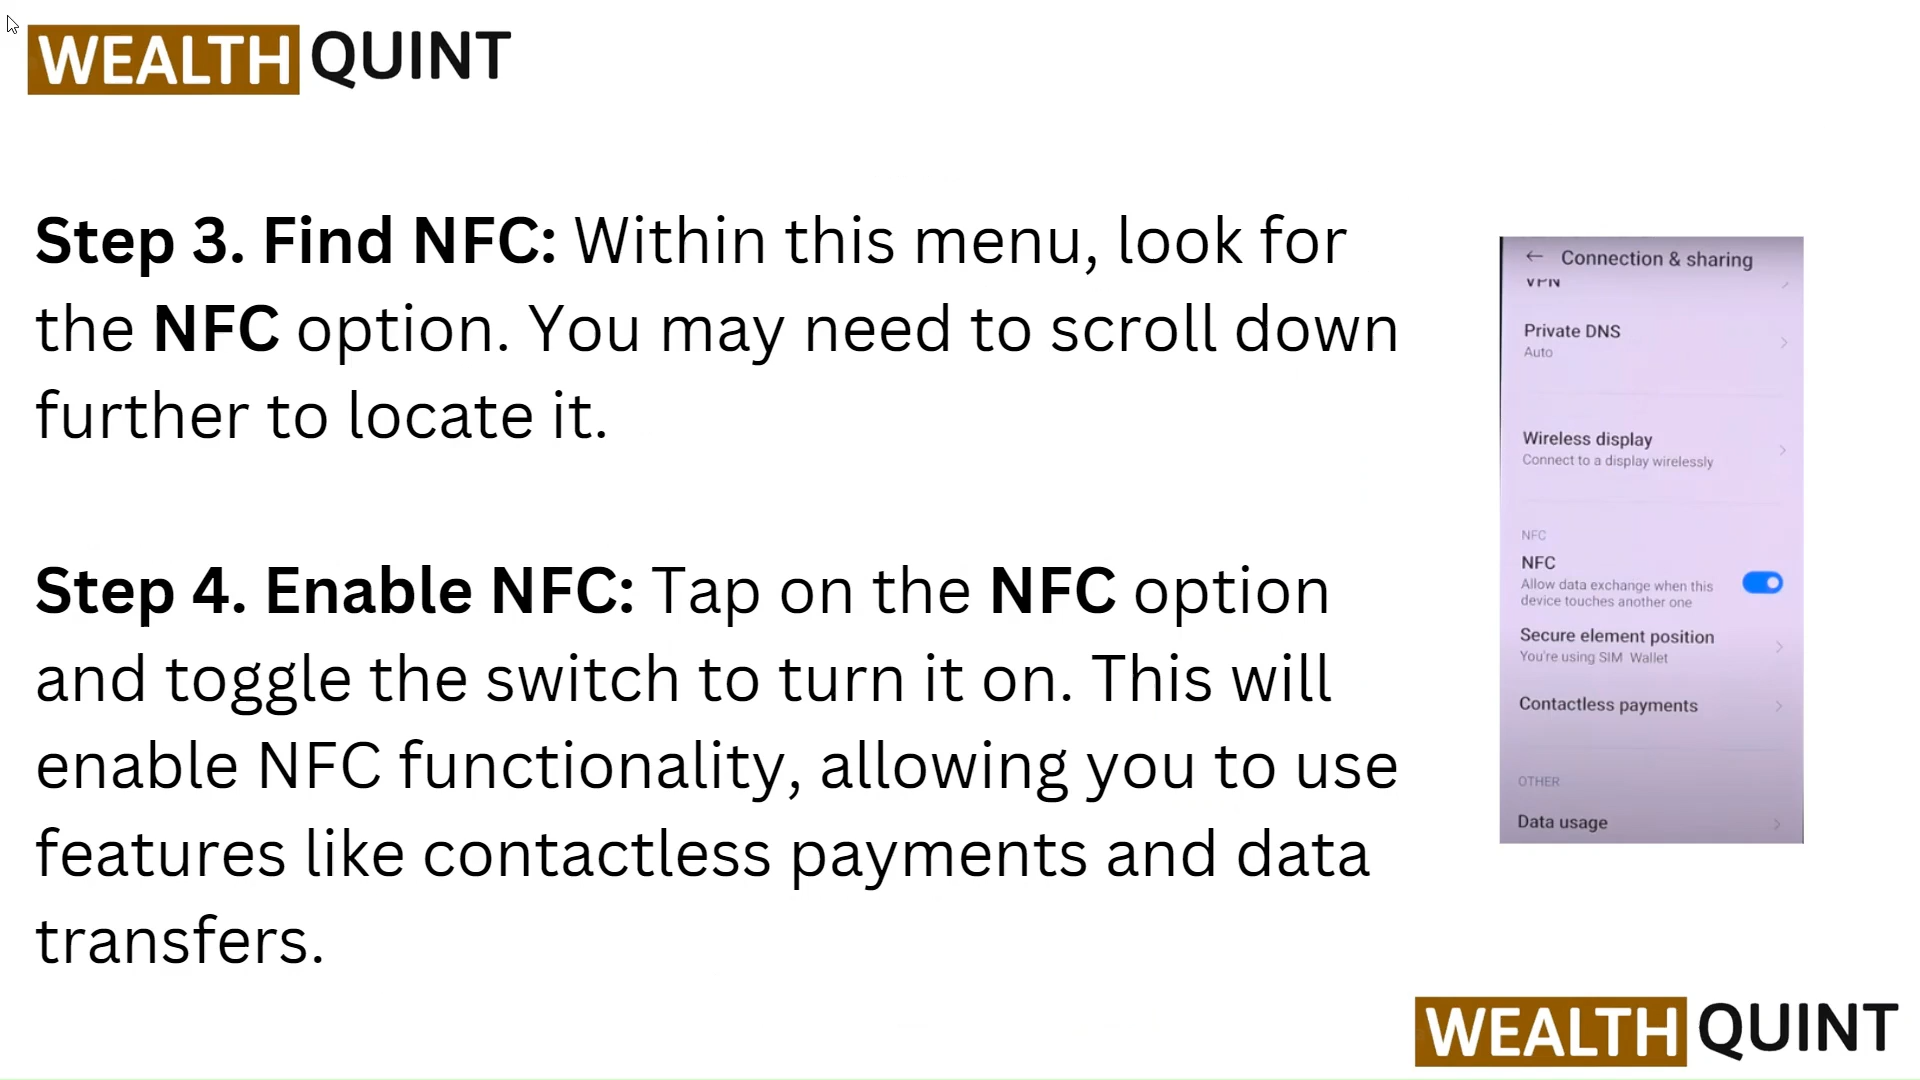 WEALTH QUINT
Step 3. Find NFC: Within this menu, look for
the NFC option. You may need to scroll down
further to locate it.
Step 4. Enable NFC: Tap on the NFC option
and toggle the switch to turn it on. This will
enable NFC functionality, allowing you to use
features like contactless payments and data
transfers.
Connection & sharing
VPN
Private DNS
Auto
Wireless display
Connect to a display wirelessly
NFC
NFC
Allow data exchange when this
device touches another one
Secure element position
You're using SIM Wallet
Contactless payments
OTHER
Data usage
WEALTH QUINT